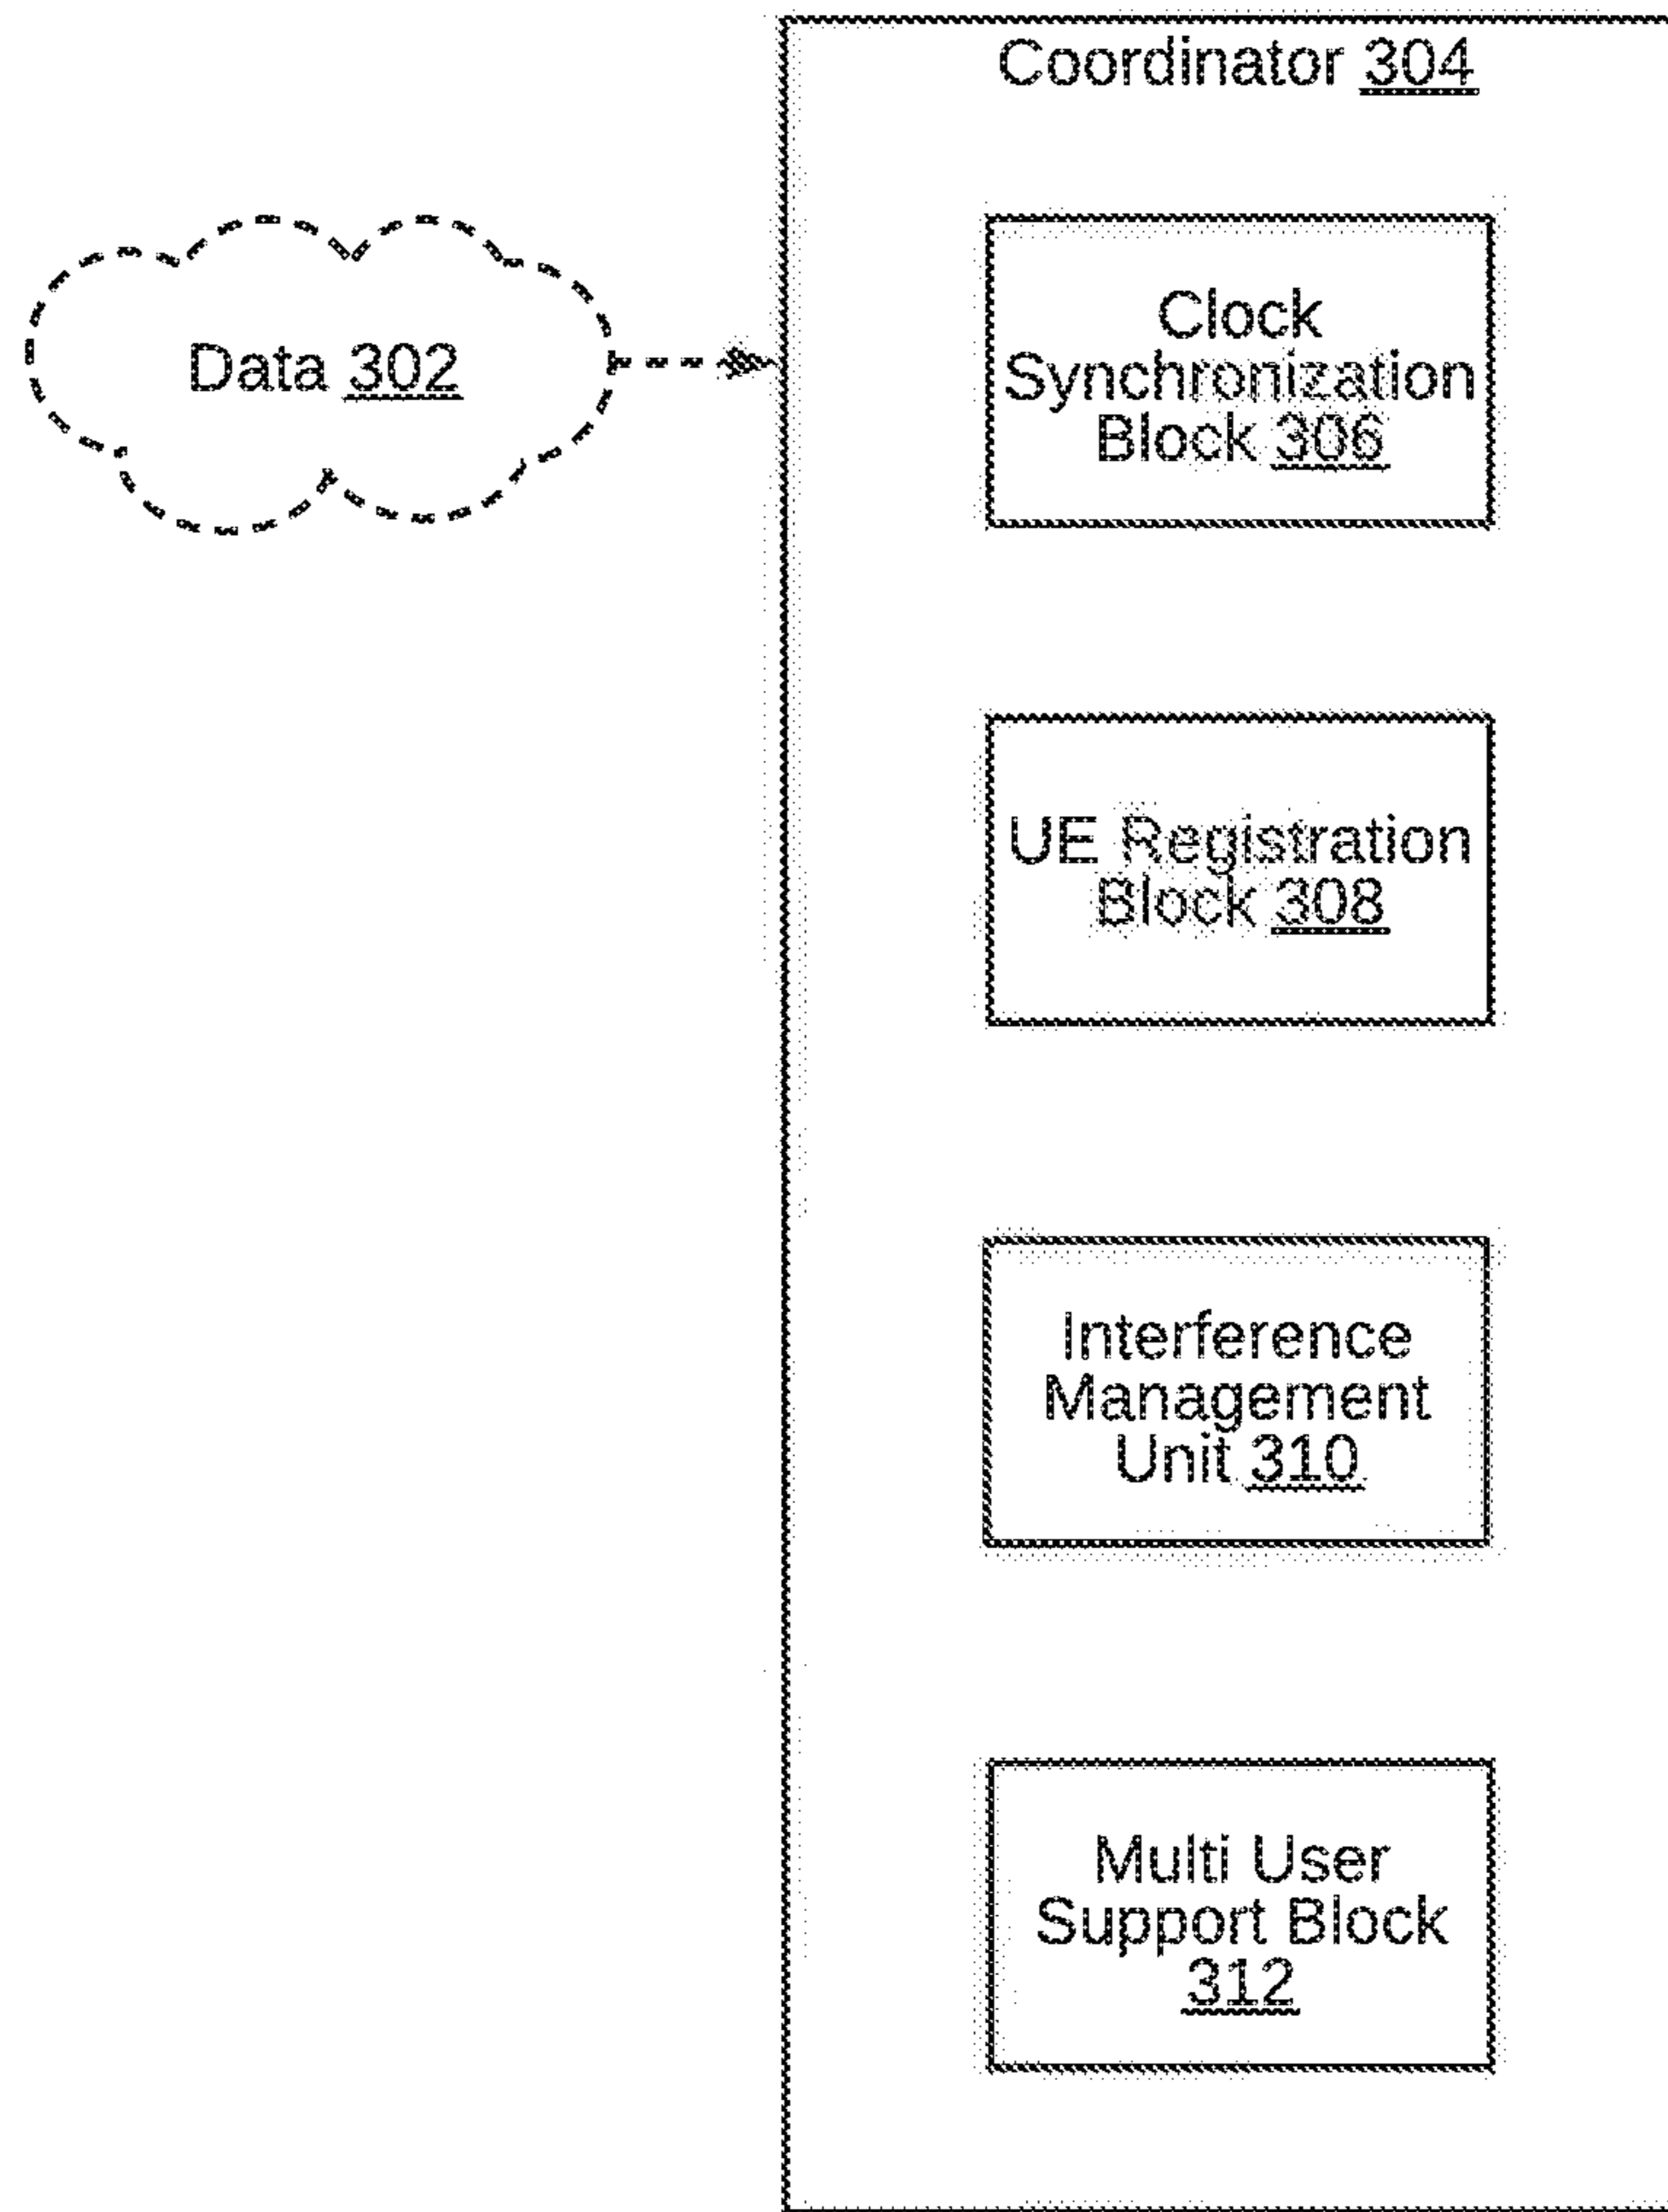 Coordinator 304
Data 302
Clock
Synchronization
Block 306
UE Registration
Block 308
Interference
Management
Unit 310
Multi User
Support Block
312